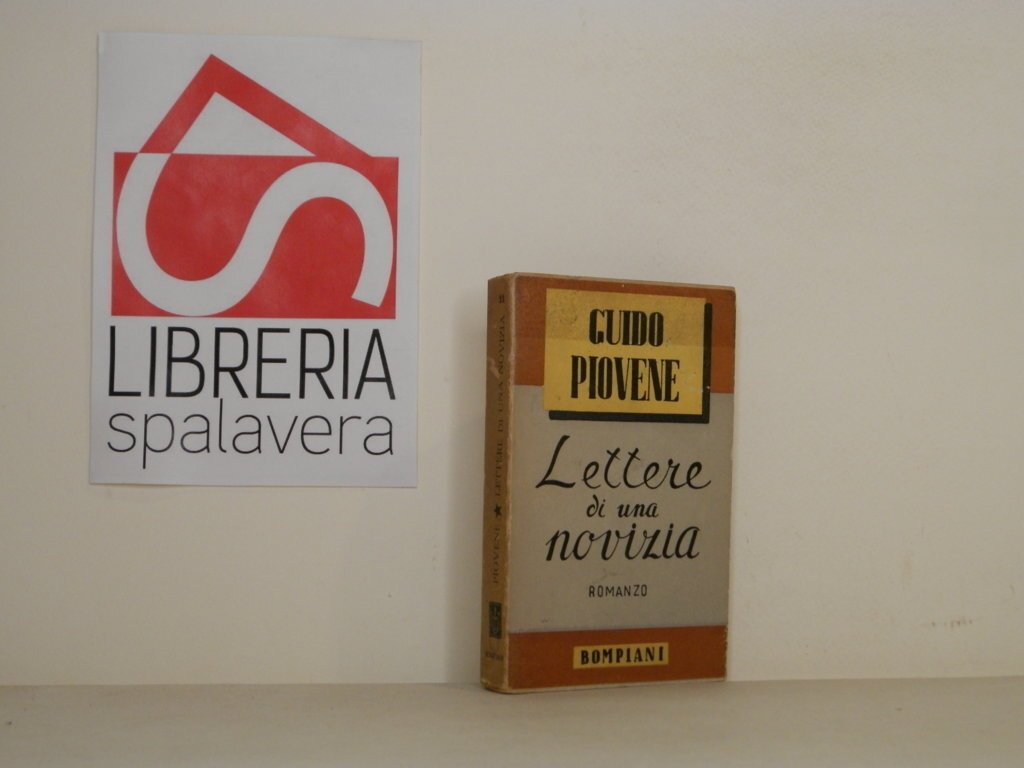 LIBRERIA
spalavera
GUIDO
PIOVENE
Lettere
di una
novizia
ROMANZO
BOMPIANI
PIOVENE ★ LETTERE DI UNA NOVIZIA